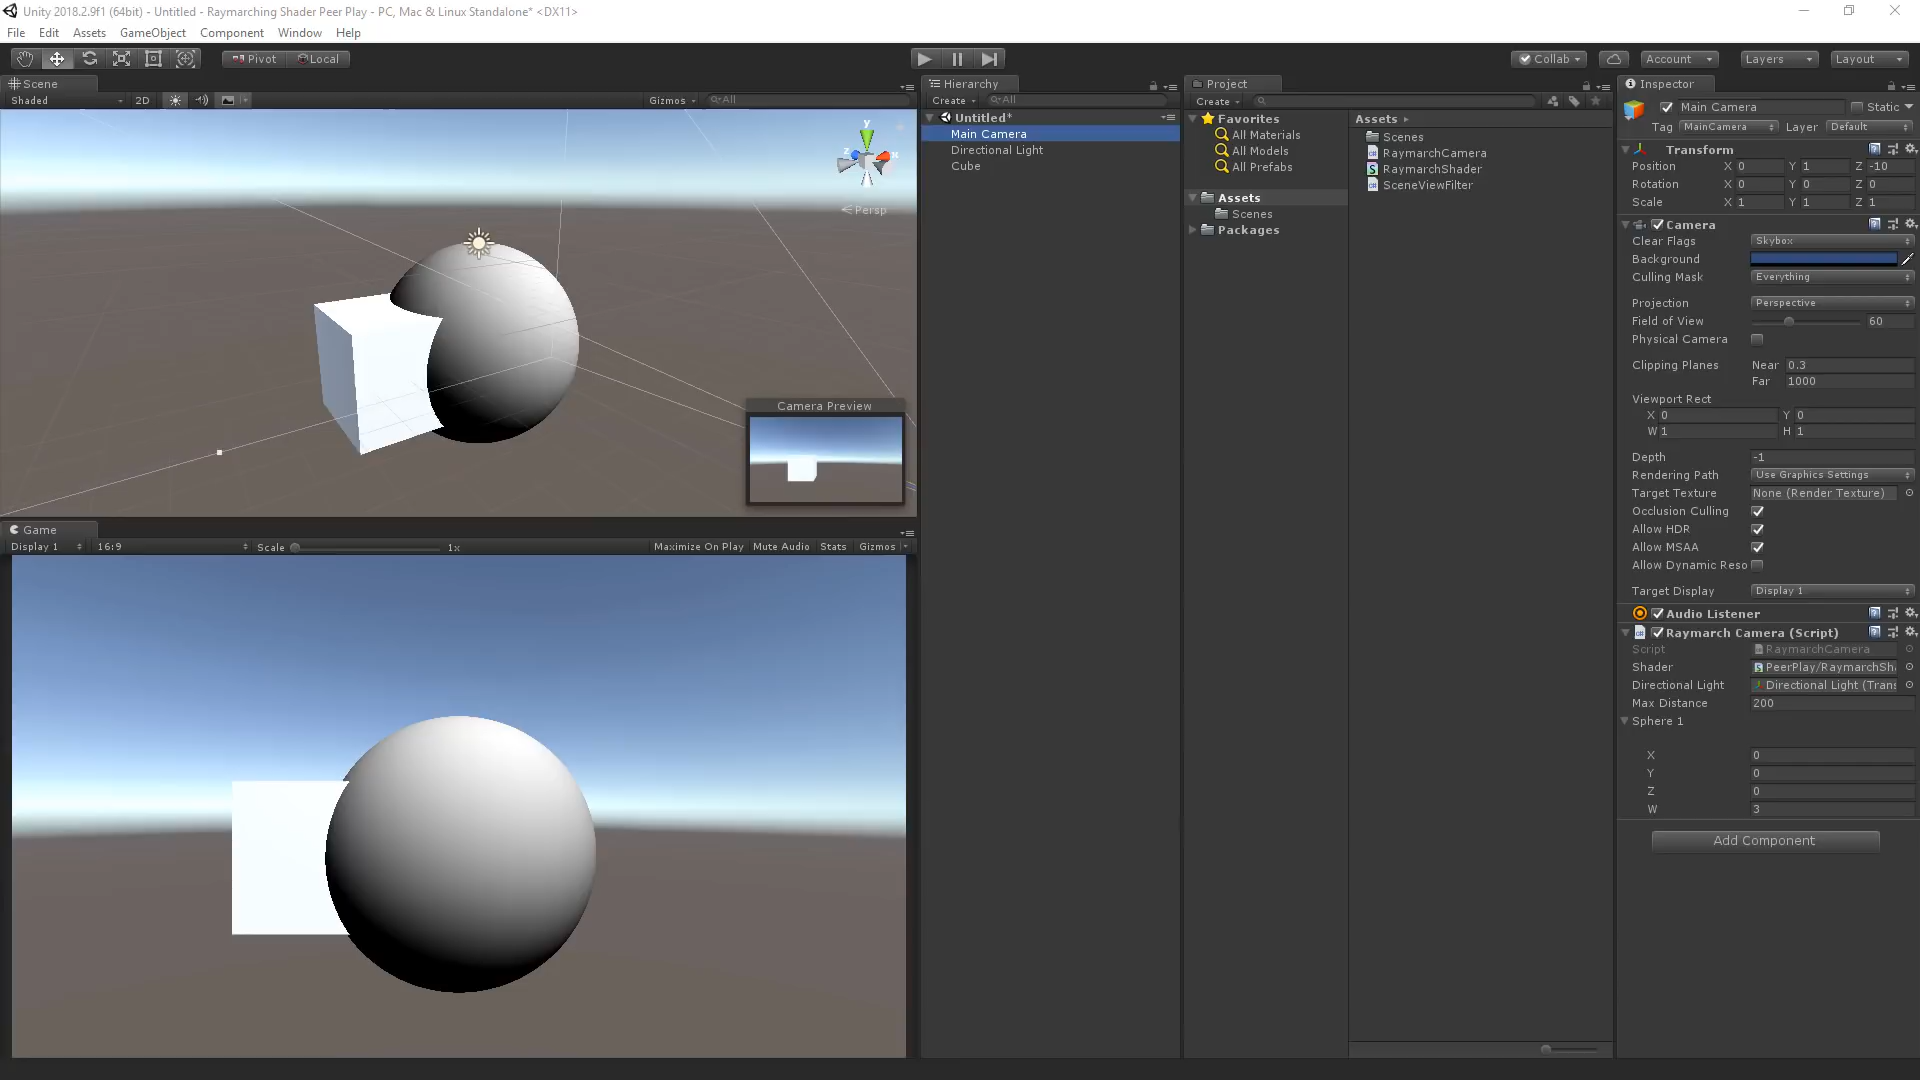 Unity 2018.2.9f1 (64bit) - Untitled - Raymarching Shader Peer Play - PC, Mac & Linux Standalone* <DX11>
File Edit Assets GameObject Component Window Help
Pivot Local Collab Account Layers Layout
Scene
Shaded 2D Gizmos All
y
x
z
Persp
Camera Preview
Game
Display 1 16:9 Scale 1x Maximize On Play Mute Audio Stats Gizmos
Hierarchy
Create All
Untitled*
Main Camera
Directional Light
Cube
Project
Create
Favorites
All Materials
All Models
All Prefabs
Assets
Scenes
Packages
Assets
Scenes
RaymarchCamera
RaymarchShader
SceneViewFilter
Inspector
Main Camera Static
Tag MainCamera Layer Default
Transform
Position X 0 Y 1 Z -10
Rotation X 0 Y 0 Z 0
Scale X 1 Y 1 Z 1
Camera
Clear Flags Skybox
Background
Culling Mask Everything
Projection Perspective
Field of View 60
Physical Camera
Clipping Planes Near 0.3
Far 1000
Viewport Rect
X 0 Y 0
W 1 H 1
Depth -1
Rendering Path Use Graphics Settings
Target Texture None (Render Texture)
Occlusion Culling
Allow HDR
Allow MSAA
Allow Dynamic Reso
Target Display Display 1
Audio Listener
Raymarch Camera (Script)
Script RaymarchCamera
Shader PeerPlay/RaymarchSh
Directional Light Directional Light (Trans
Max Distance 200
Sphere 1
X 0
Y 0
Z 0
W 3
Add Component